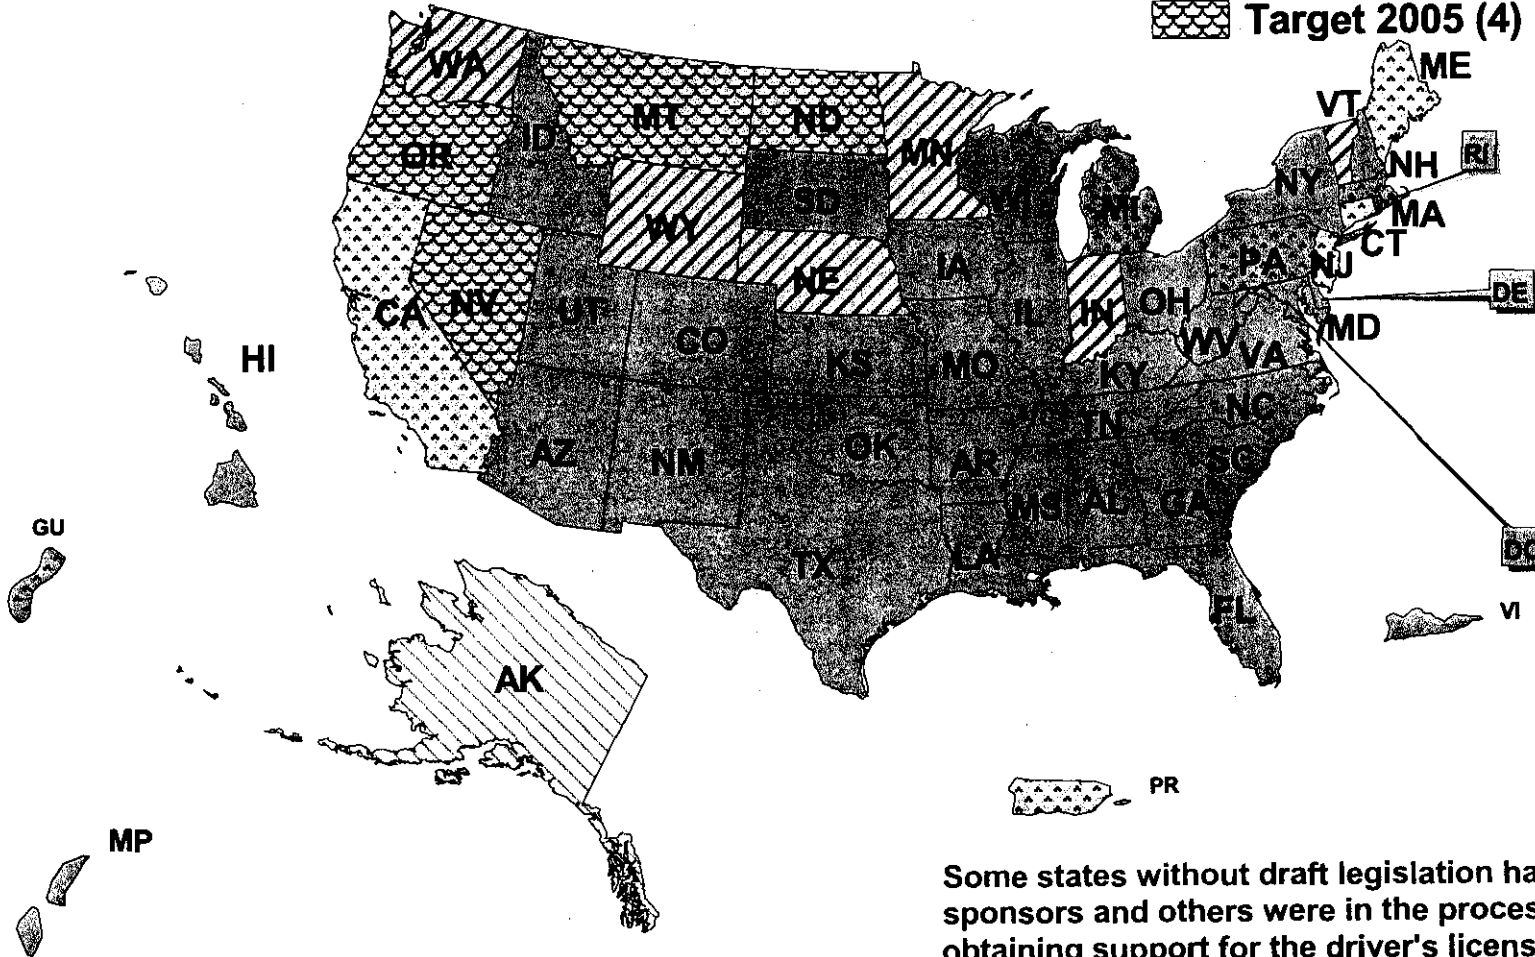 Target 2005 (4)
ME
WA
VT
MT
ND
OR
ID
MN
NH
RI
NY
SD
WIS
MI
MA
WY
CT
IA
PA
NJ
NE
DE
CA
NV
UT
IL
IN
OH
MD
CO
WV
VA
HI
KS
MO
KY
NC
TN
AZ
NM
OK
AR
SC
MS
AL
GA
GU
DC
TX
LA
FL
VI
AK
PR
MP
Some states without draft legislation ha
sponsors and others were in the proces
obtaining support for the driver's licens